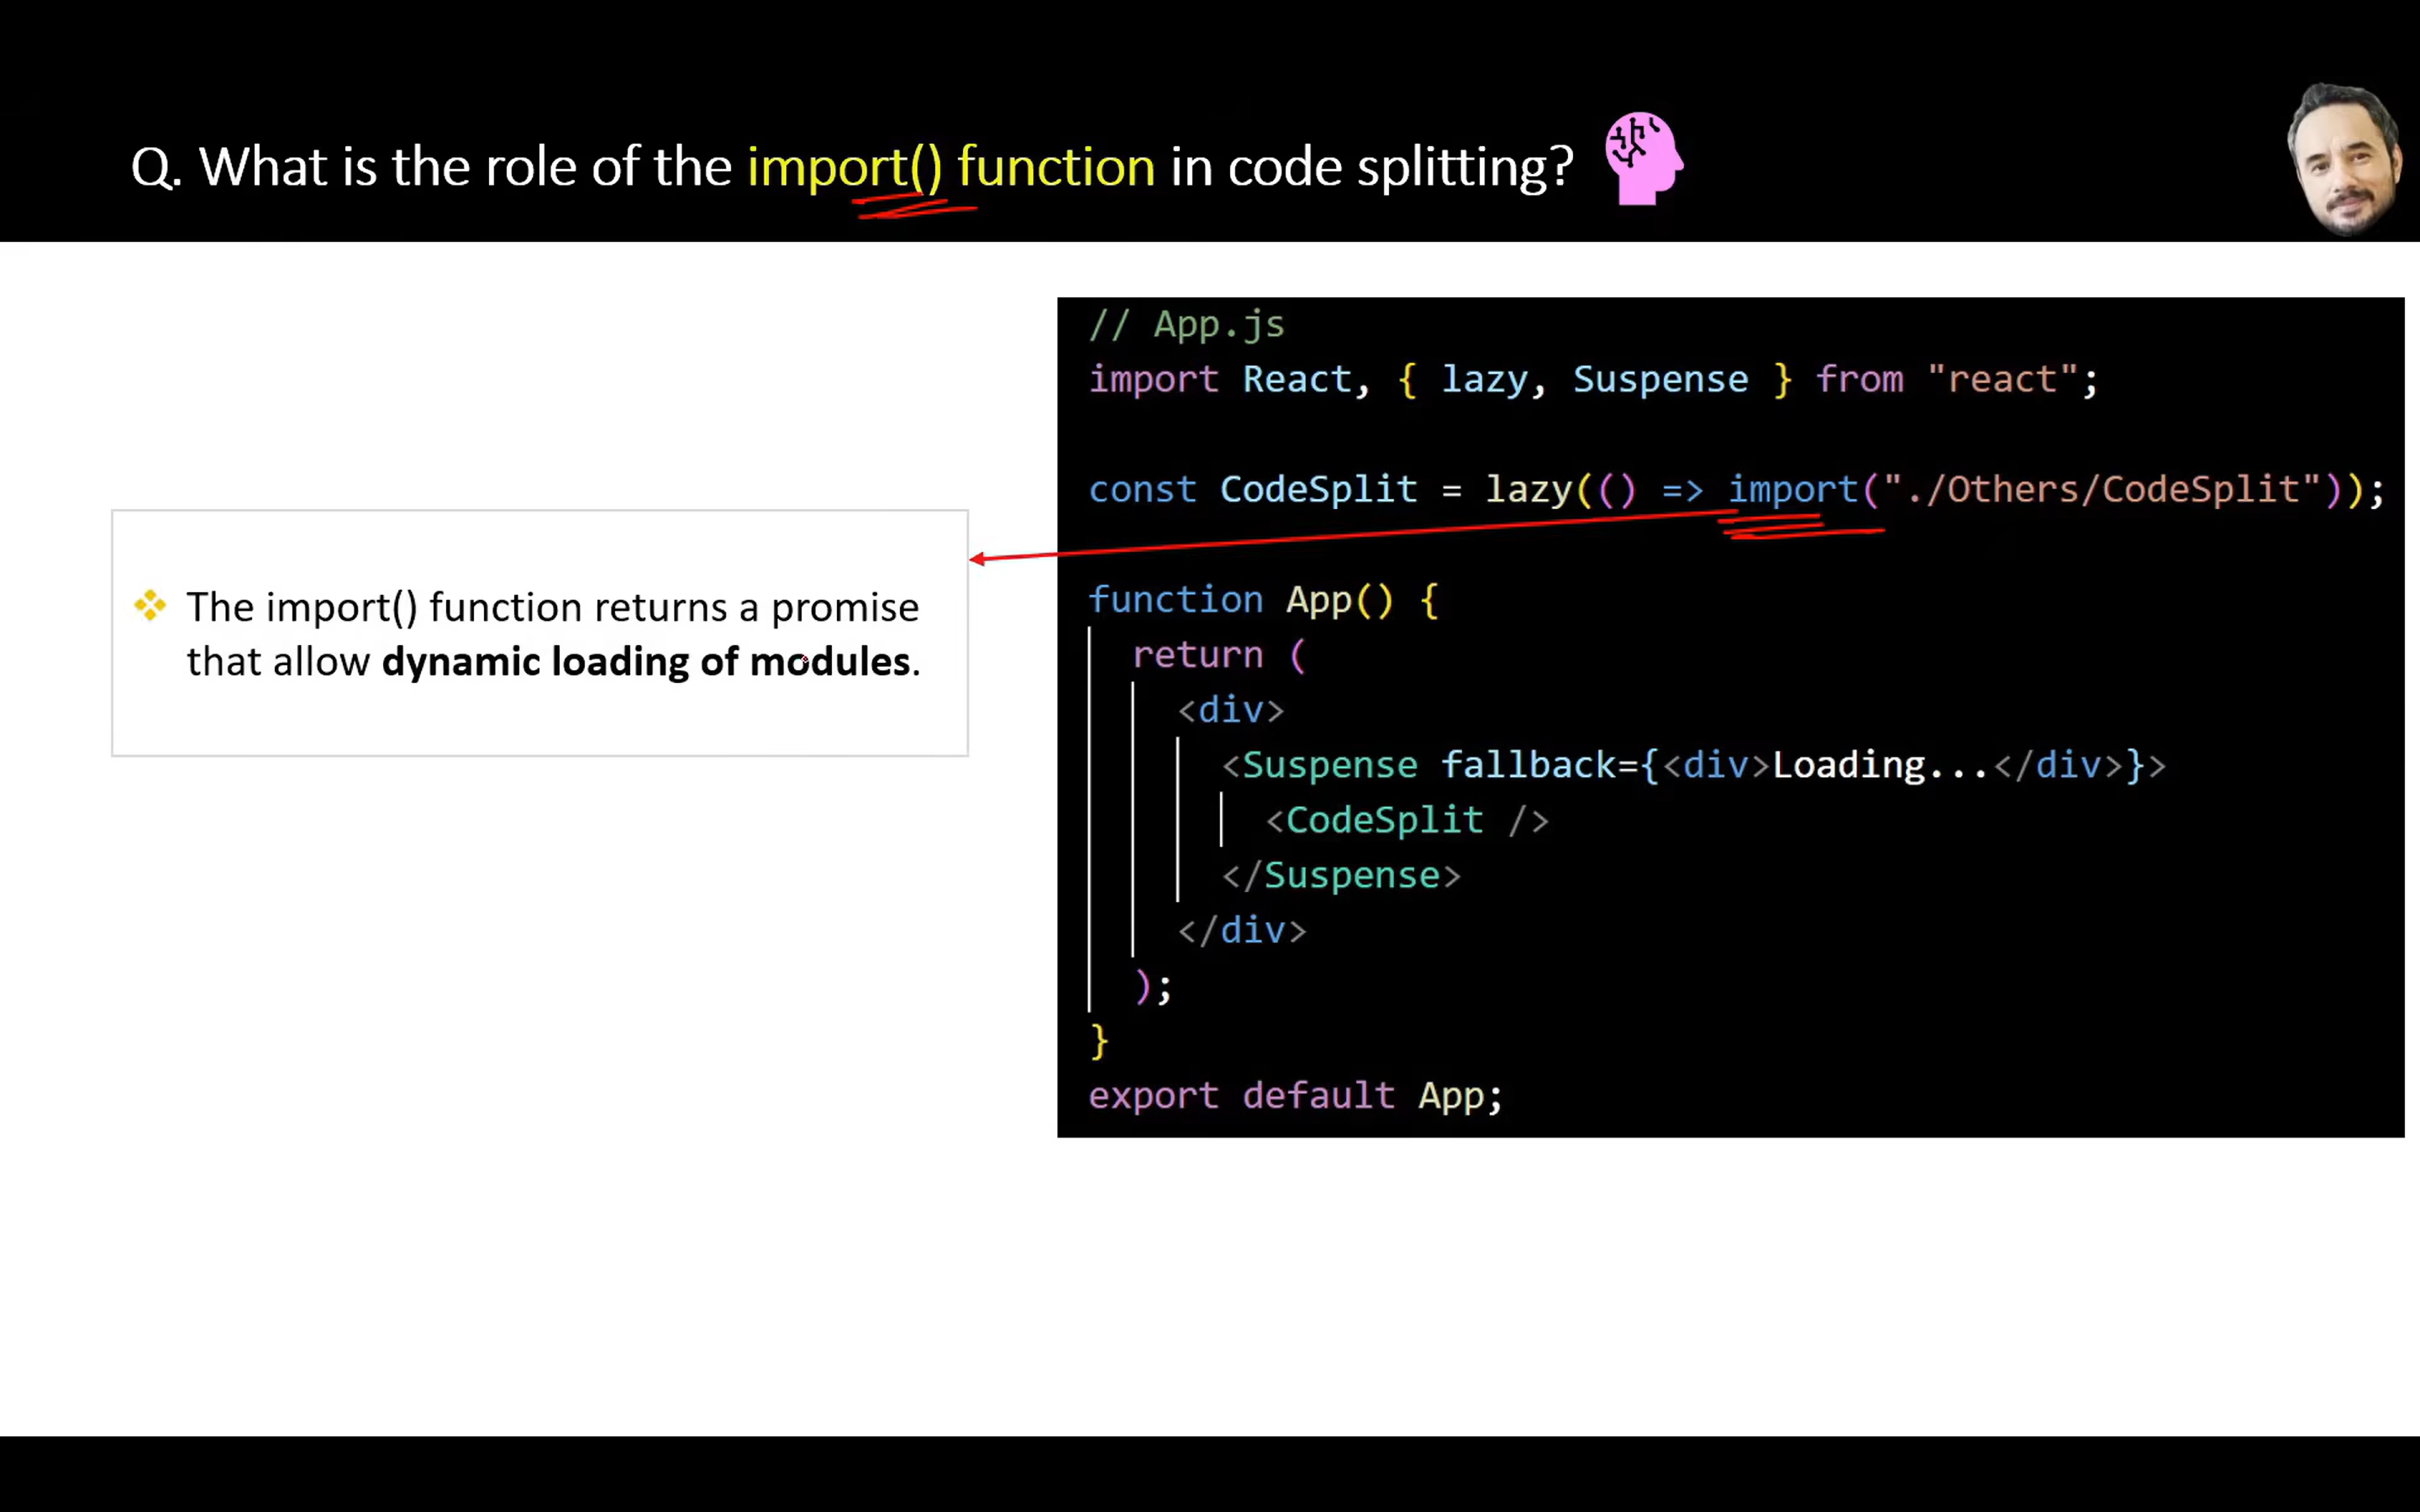 Q. What is the role of the import() function in code splitting?
The import() function returns a promise
that allow dynamic loading of modules.
// App.js
import React, { lazy, Suspense } from "react";
const CodeSplit = lazy(() => import("./Others/CodeSplit"));
function App() {
return (
<div>
<Suspense fallback={<div>Loading...</div>}>
<CodeSplit />
</Suspense>
</div>
);
}
export default App;